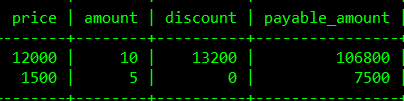 price | amount | discount | payable_amount |
12000 | 10 | 13200 | 106800 |
1500 | 5 | 0 | 7500 |